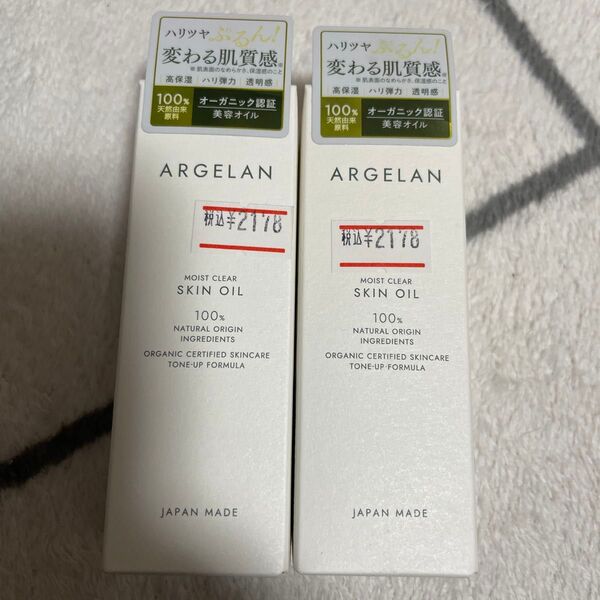 ハリツヤ ぷるん!
変わる肌質感※
※ 肌表面のなめらかさ、保湿感のこと
高保湿 ハリ弾力 透明感
100%
天然由来
原料
オーガニック認証
美容オイル
ARGELAN
税込¥2178
MOIST CLEAR
SKIN OIL
100%
NATURAL ORIGIN
INGREDIENTS
ORGANIC CERTIFIED SKINCARE
TONE-UP FORMULA
JAPAN MADE
ハリツヤ ぷるん!
変わる肌質感※
※ 肌表面のなめらかさ、保湿感のこと
高保湿 ハリ弾力 透明感
100%
天然由来
原料
オーガニック認証
美容オイル
ARGELAN
税込¥2178
MOIST CLEAR
SKIN OIL
100%
NATURAL ORIGIN
INGREDIENTS
ORGANIC CERTIFIED SKINCARE
TONE-UP FORMULA
JAPAN MADE